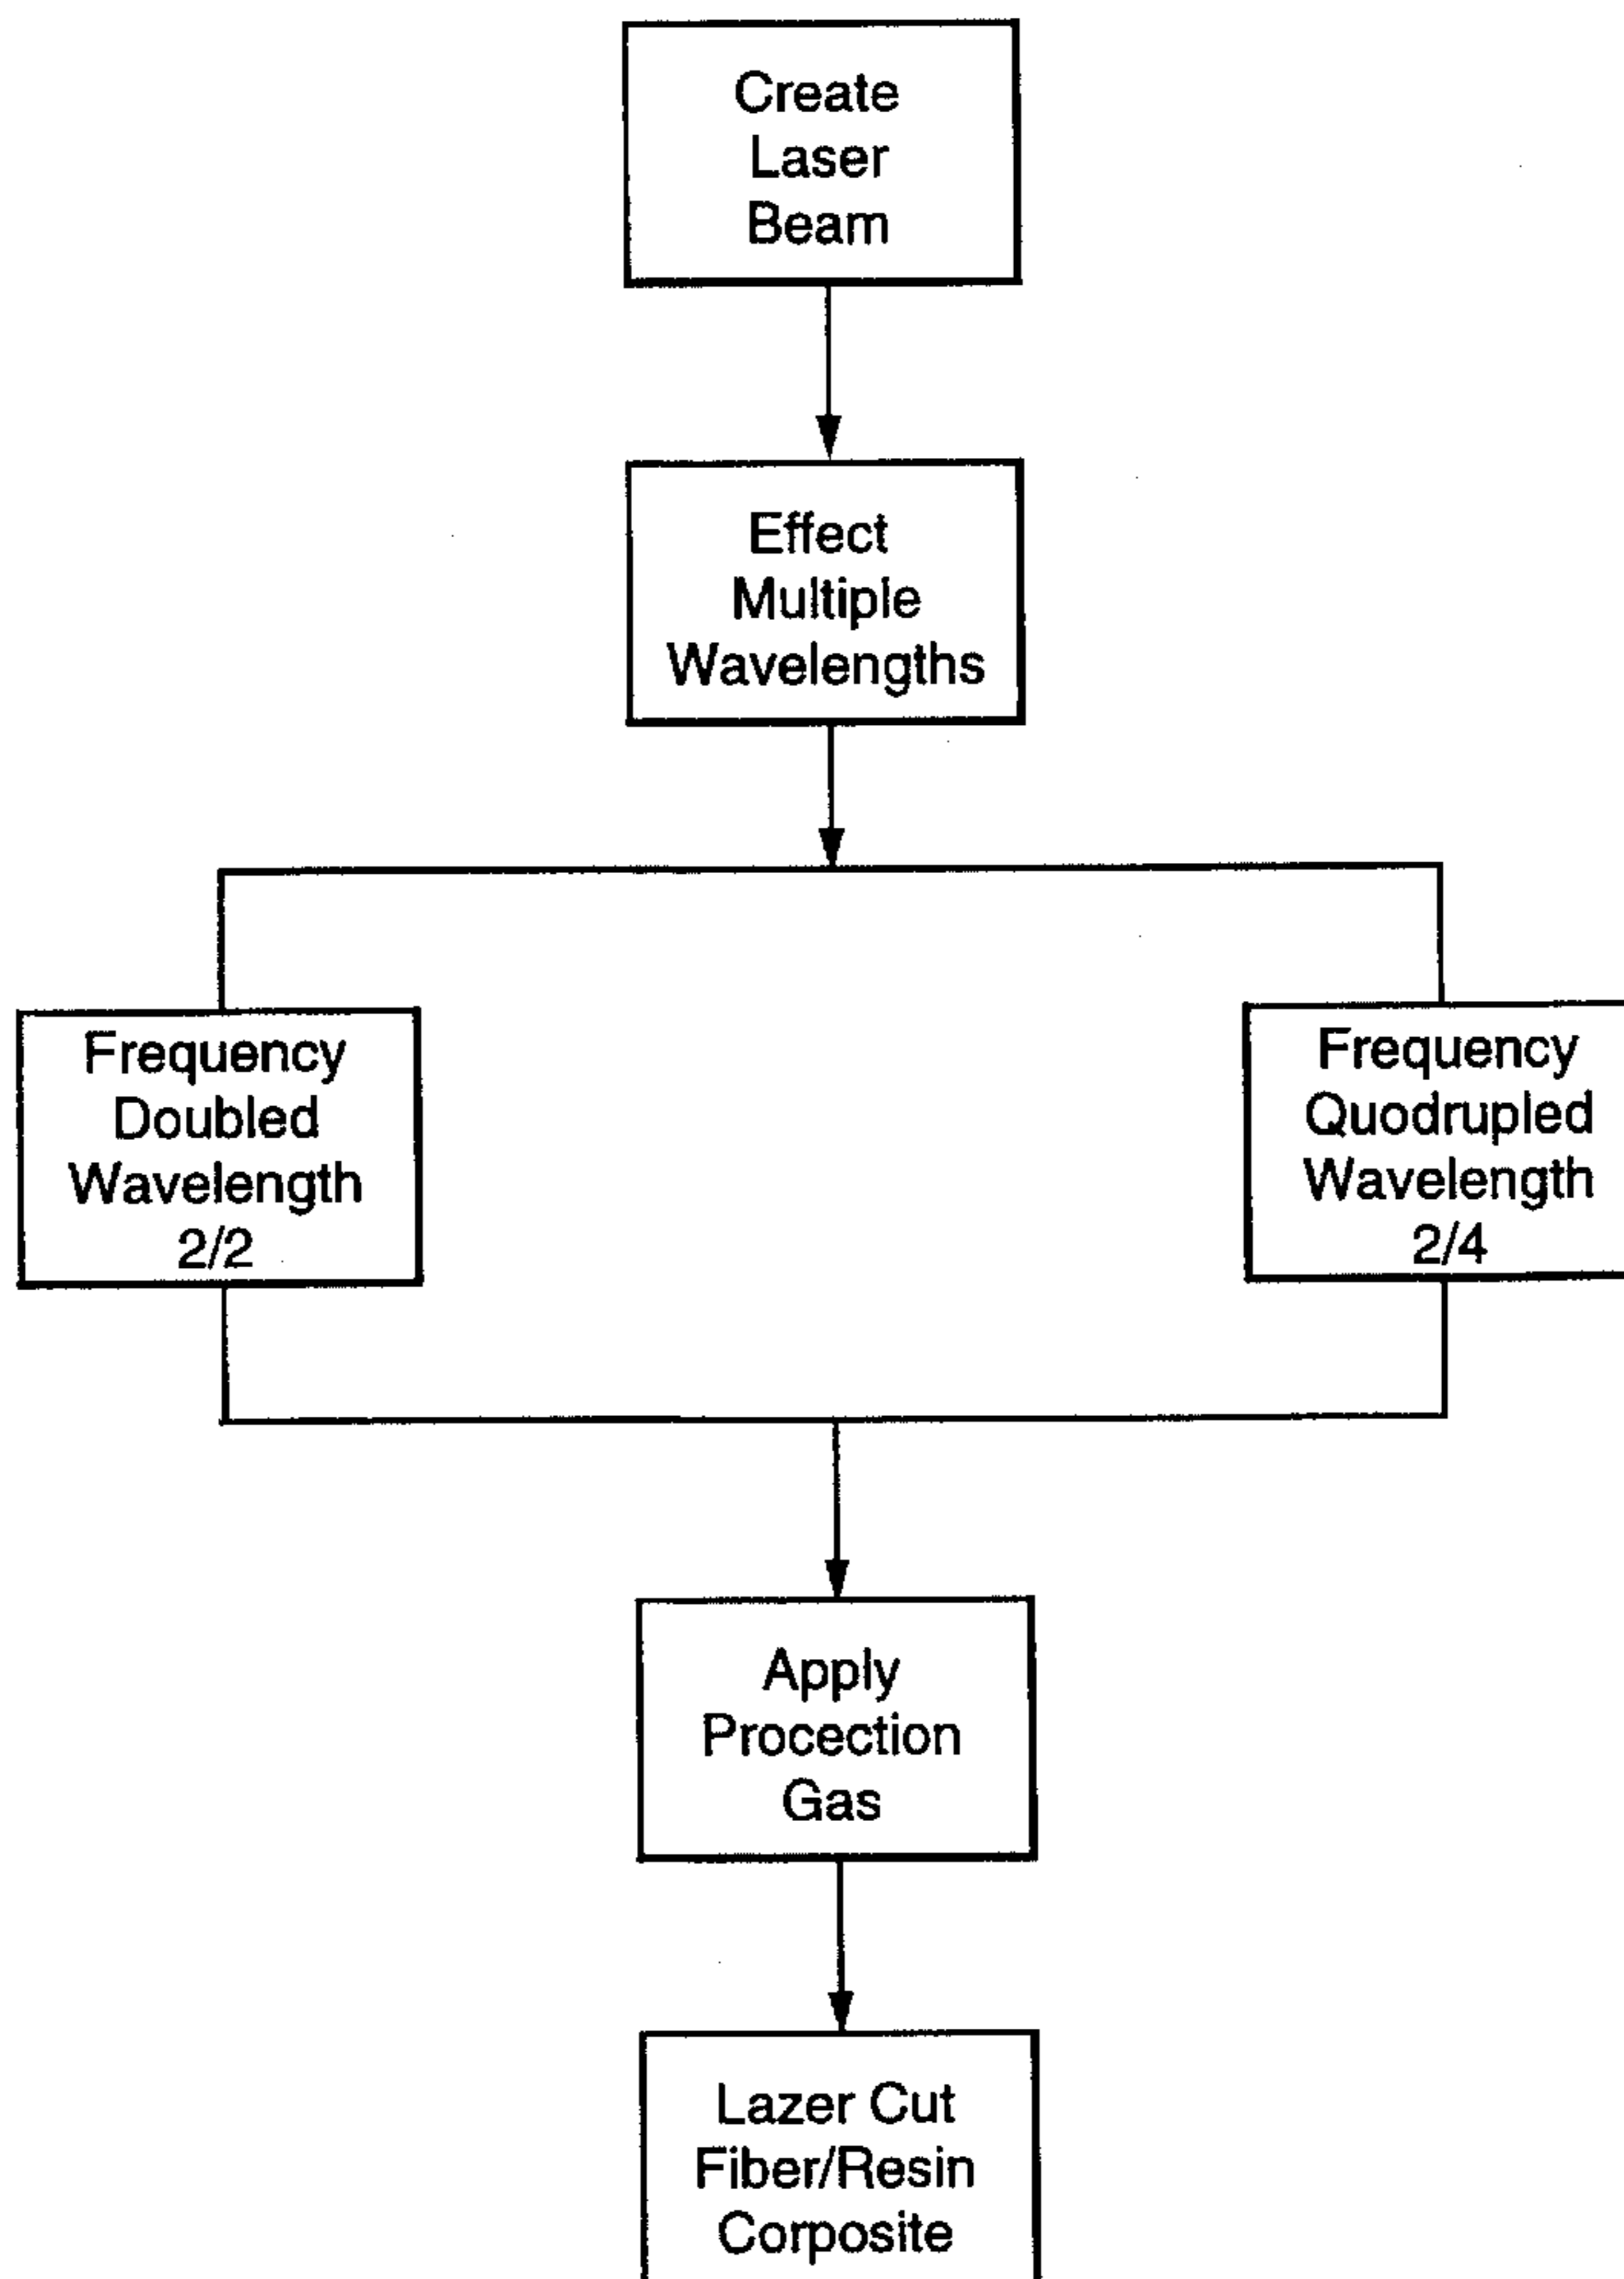 Create
Laser
Beam
Effect
Multiple
Wavelengths
Frequency
Doubled
Wavelength
2/2
Frequency
Quodrupled
Wavelength
2/4
Apply
Procection
Gas
Lazer Cut
Fiber/Resin
Corposite